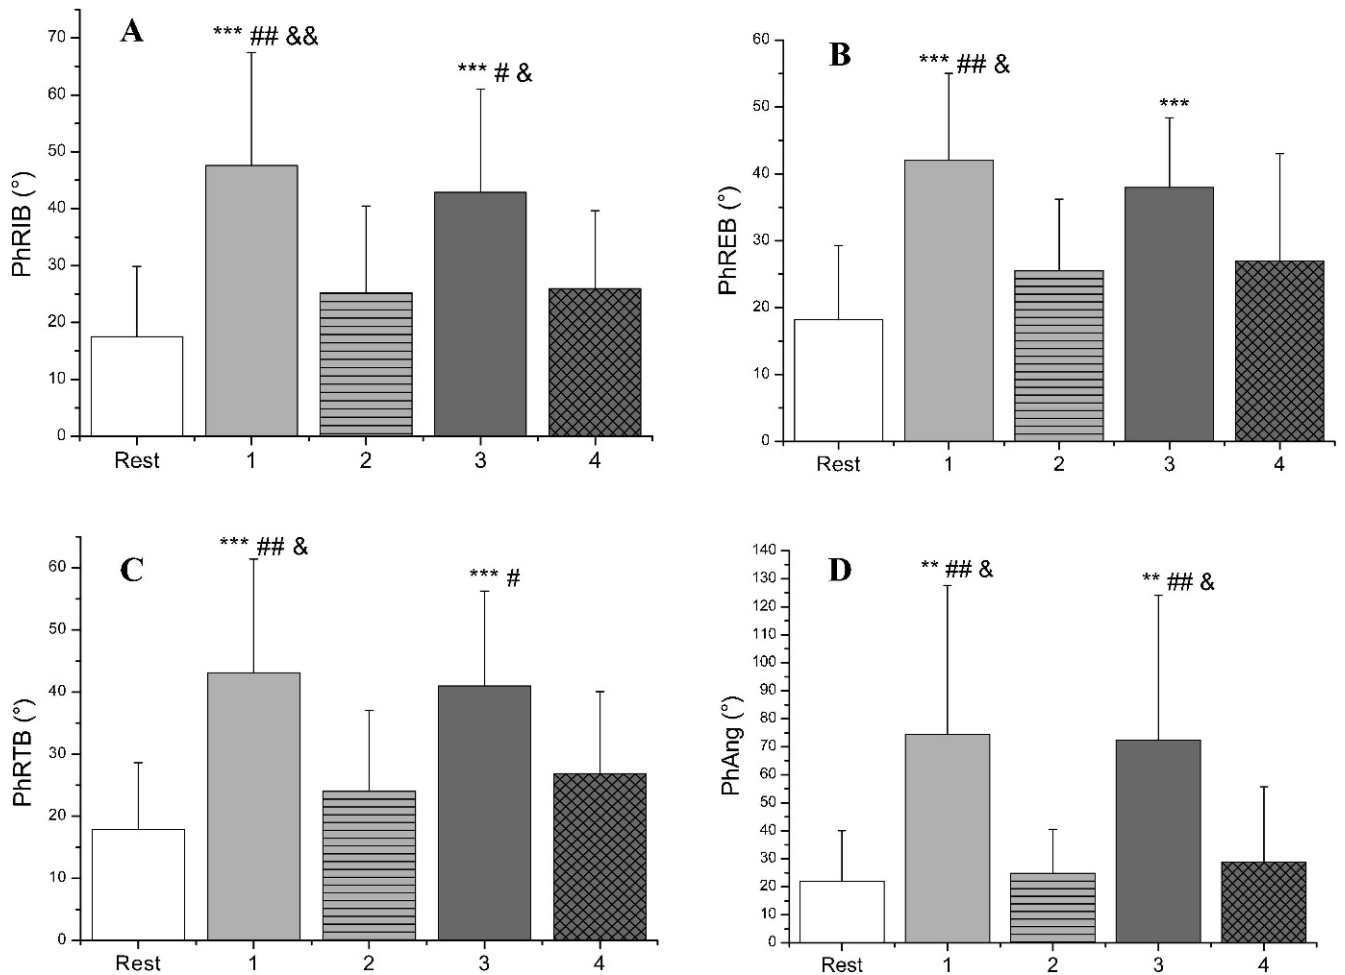 A
*** ## &&
*** # &
PhRIB (°)
70
60
50
40
30
20
10
0
Rest 1 2 3 4
B
*** ## &
***
PhREB (°)
60
50
40
30
20
10
0
Rest 1 2 3 4
C
*** ## &
*** #
PhRTB (°)
60
50
40
30
20
10
0
Rest 1 2 3 4
D
** ## &
** ## &
PhAng (°)
140
130
120
110
100
90
80
70
60
50
40
30
20
10
0
Rest 1 2 3 4